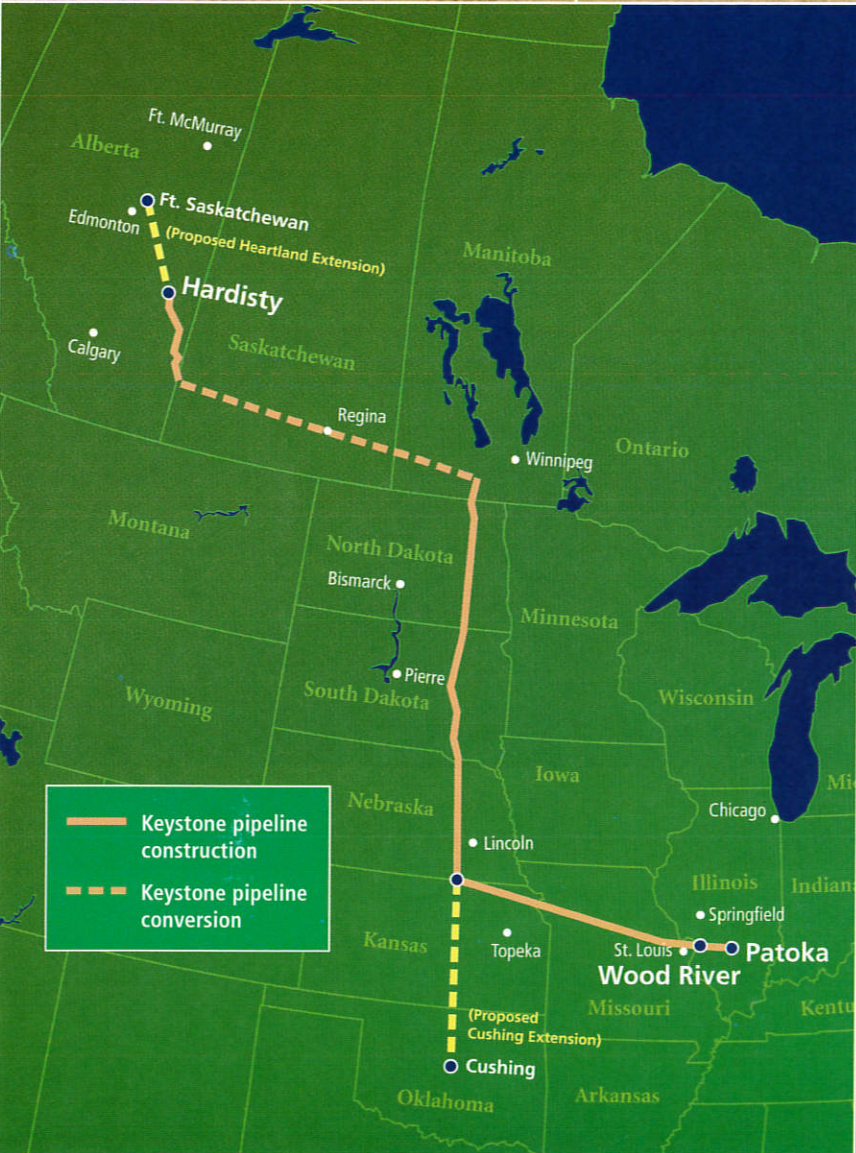 Ft. McMurray
Alberta
Ft. Saskatchewan
Edmonton
(Proposed Heartland Extension)
Manitoba
Hardisty
Calgary
Saskatchewan
Regina
Winnipeg
Ontario
Montana
North Dakota
Bismarck
Minnesota
Pierre
South Dakota
Wyoming
Wisconsin
Iowa
Nebraska
Chicago
Mic
Keystone pipeline
construction
Lincoln
Keystone pipeline
conversion
Illinois
Indiana
Springfield
Kansas
Topeka
St. Louis
Patoka
Wood River
Missouri
Kentu
(Proposed
Cushing Extension)
Cushing
Oklahoma
Arkansas